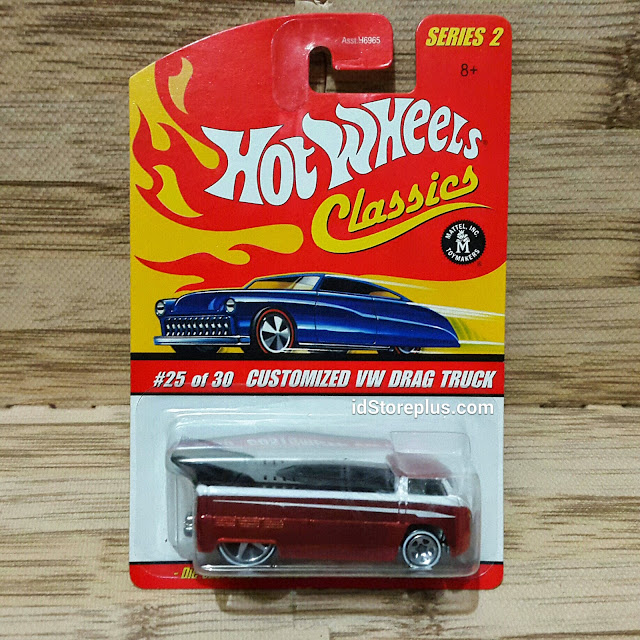 Asst.H6965
SERIES 2
8+
HOT WHEELS
Classics
MATTEL, INC.
M
TOYMAKERS
#25 of 30 CUSTOMIZED VW DRAG TRUCK
idStoreplus.com